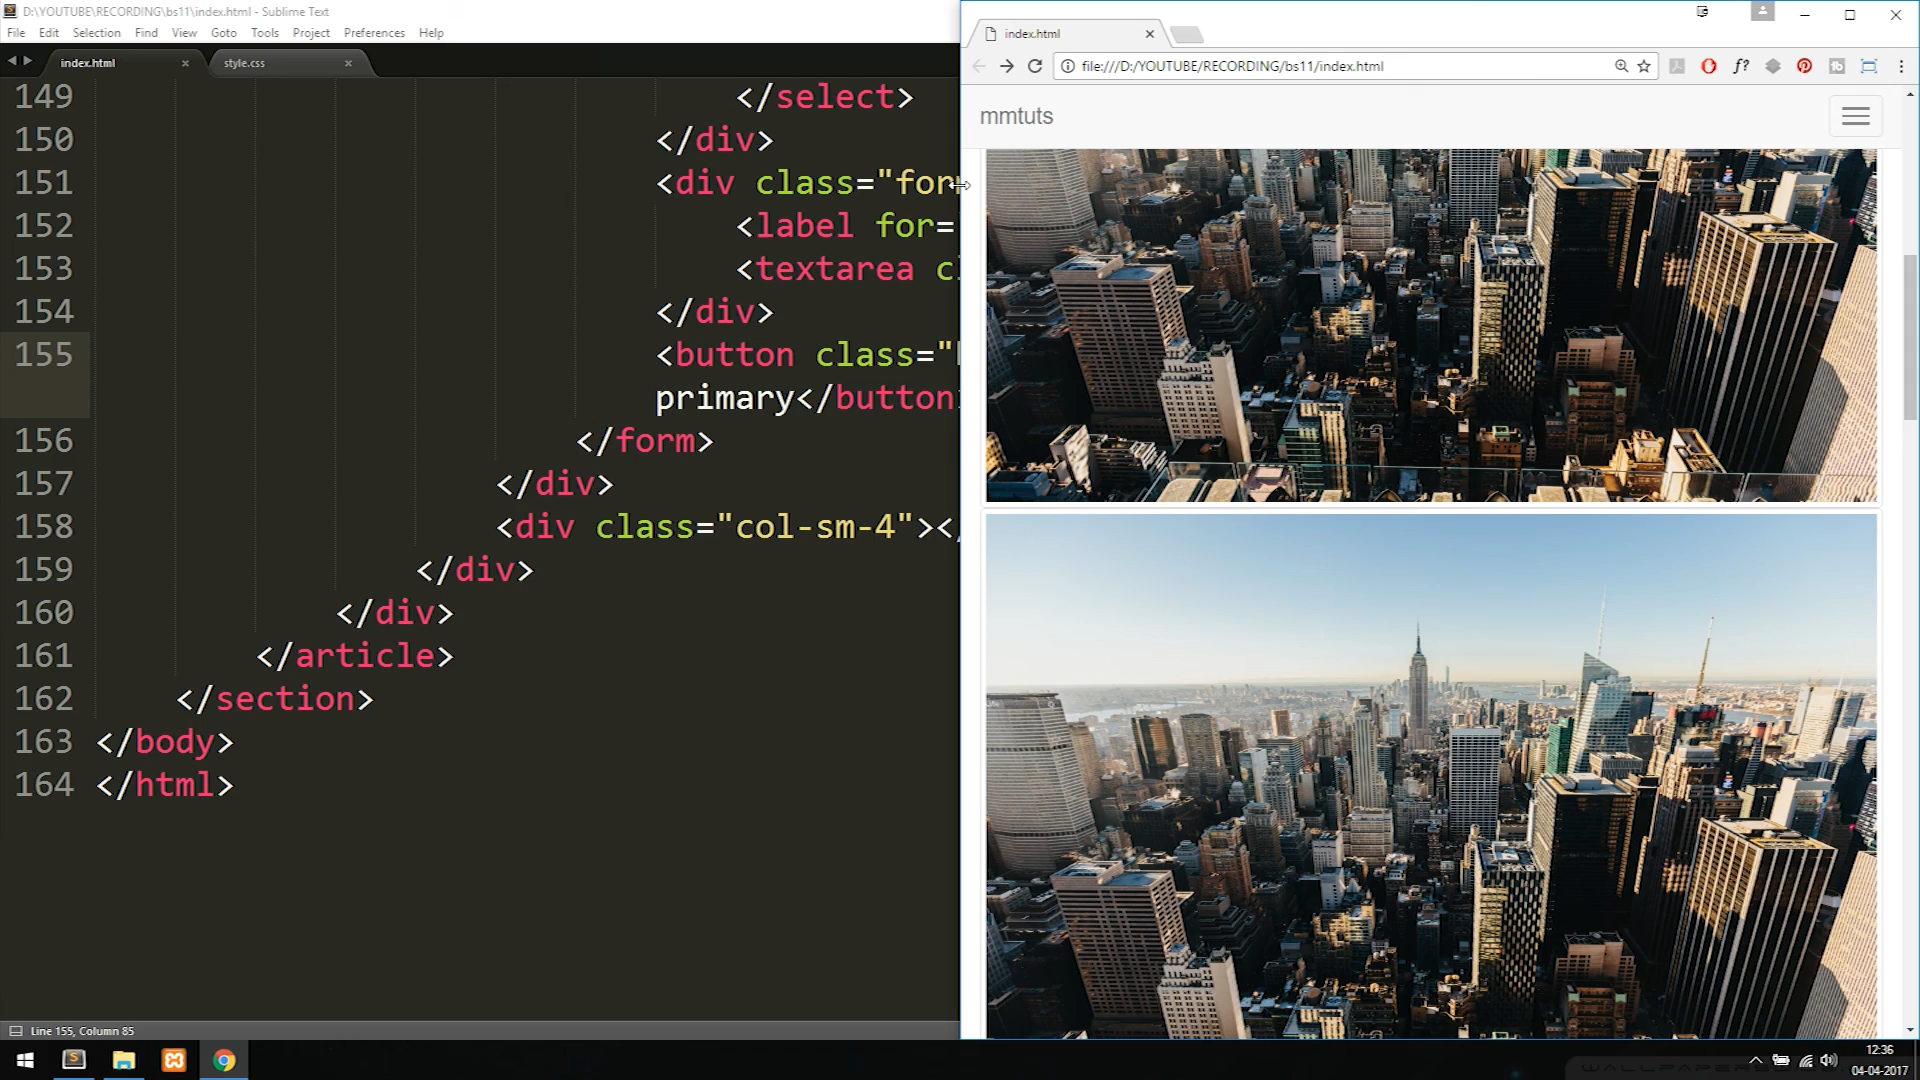 D:\YOUTUBE\RECORDING\bs11\index.html - Sublime Text
File Edit Selection Find View Goto Tools Project Preferences Help
index.html
style.css
149 </select>
150 </div>
151 <div class="for
152 <label for=
153 <textarea c
154 </div>
155 <button class="
primary</button
156 </form>
157 </div>
158 <div class="col-sm-4"></
159 </div>
160 </div>
161 </article>
162 </section>
163 </body>
164 </html>
Line 155, Column 85
index.html
file:///D:/YOUTUBE/RECORDING/bs11/index.html
f?
mmtuts
12:36
04-04-2017